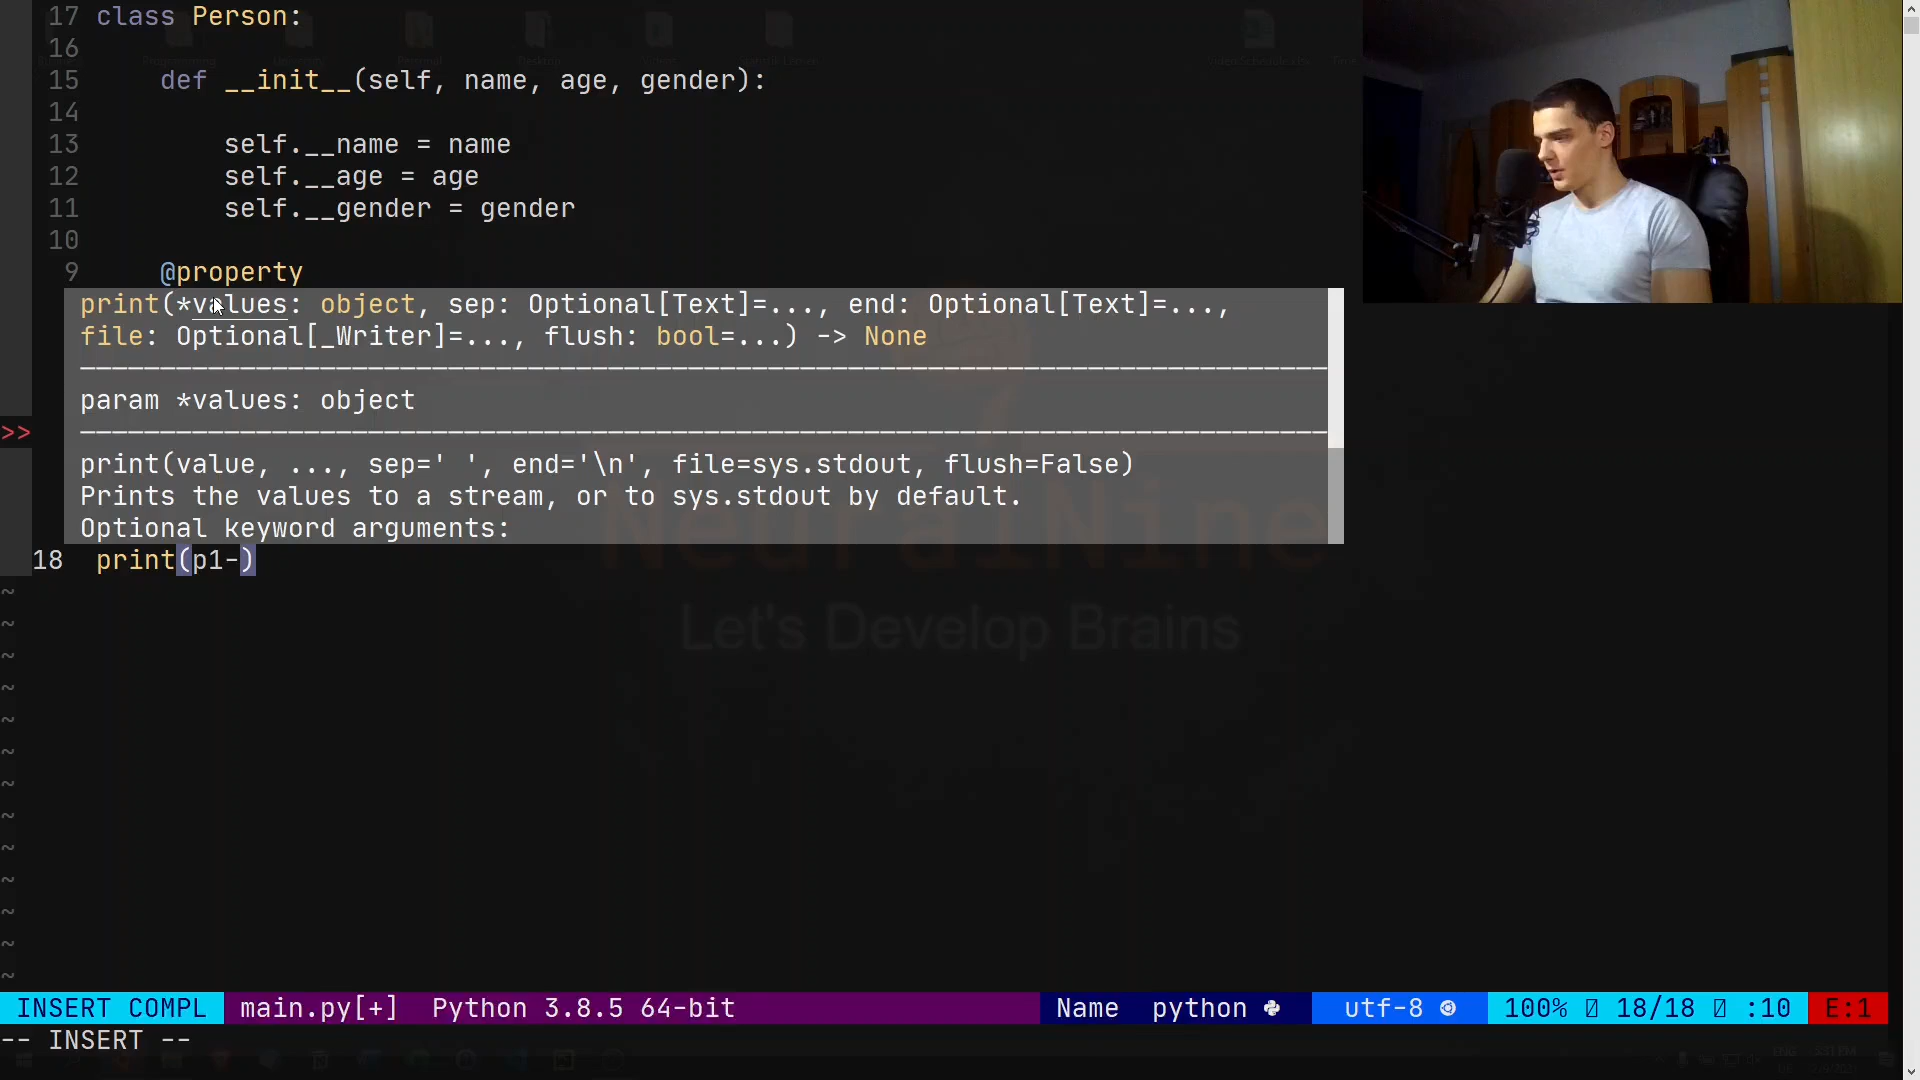 17 class Person:
16
15 def __init__(self, name, age, gender):
14
13 self.__name = name
12 self.__age = age
11 self.__gender = gender
10
9 @property
print(*values: object, sep: Optional[Text]=..., end: Optional[Text]=...,
file: Optional[_Writer]=..., flush: bool=...) -> None
param *values: object
>>
print(value, ..., sep=' ', end='\n', file=sys.stdout, flush=False)
Prints the values to a stream, or to sys.stdout by default.
Optional keyword arguments:
NeuralNine
18 print(p1-)
~
Let's Develop Brains
~
~
~
~
~
~
~
~
~
~
~
~
INSERT COMPL main.py[+] Python 3.8.5 64-bit Name python utf-8 100% 18/18 :10 E:1
-- INSERT --